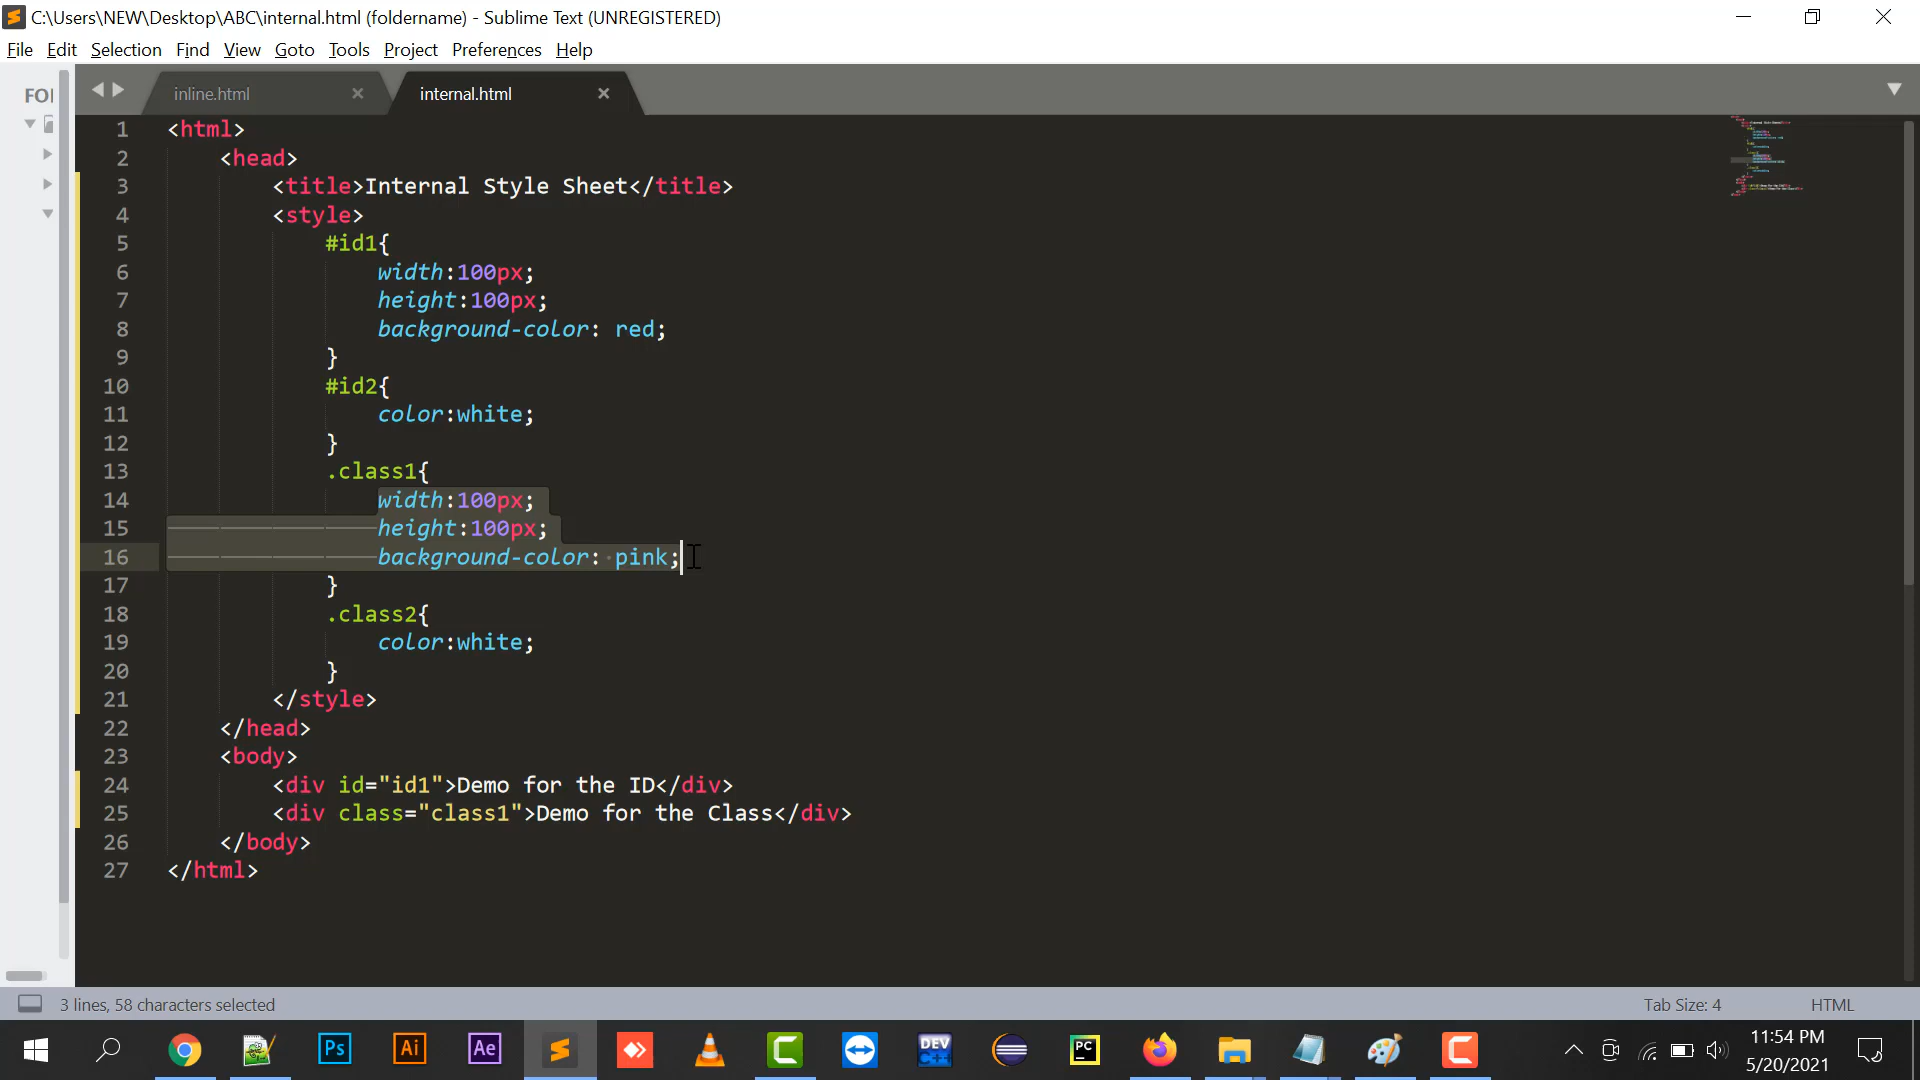 C:\Users\NEW\Desktop\ABC\internal.html (foldername) - Sublime Text (UNREGISTERED)
File Edit Selection Find View Goto Tools Project Preferences Help
FOI
inline.html
internal.html
1 <html>
2 <head>
3 <title>Internal Style Sheet</title>
4 <style>
5 #id1{
6 width:100px;
7 height:100px;
8 background-color: red;
9 }
10 #id2{
11 color:white;
12 }
13 .class1{
14 width:100px;
15 height:100px;
16 background-color: pink;
17 }
18 .class2{
19 color:white;
20 }
21 </style>
22 </head>
23 <body>
24 <div id="id1">Demo for the ID</div>
25 <div class="class1">Demo for the Class</div>
26 </body>
27 </html>
3 lines, 58 characters selected
Tab Size: 4
HTML
Ps
Ai
Ae
DEV
PC
11:54 PM
5/20/2021